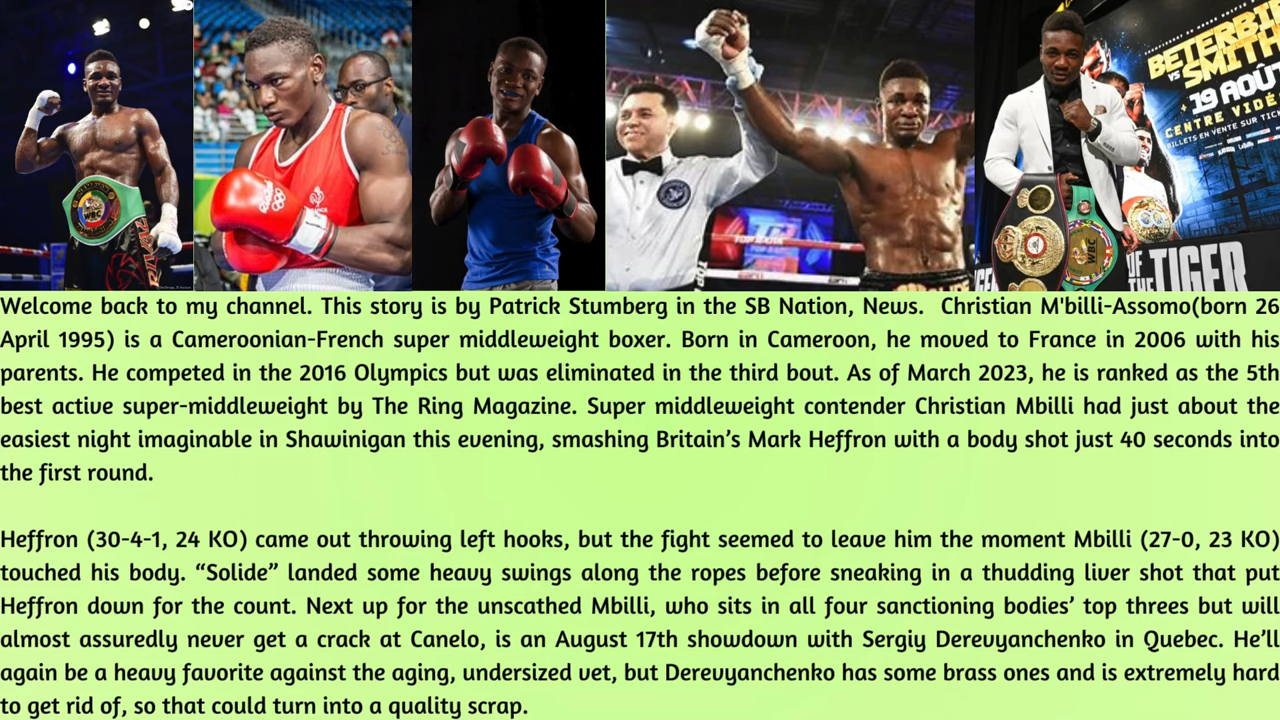 BETERBIEV
VS
SMITH
+ 19 AOÛT
CENTRE VIDÉO
BILLETS EN VENTE SUR TICK
OF
THE TIGER
WBC
WBC
TOP RANK
ESPN
Welcome back to my channel. This story is by Patrick Stumberg in the SB Nation, News.  Christian M'billi-Assomo(born 26
April 1995) is a Cameroonian-French super middleweight boxer. Born in Cameroon, he moved to France in 2006 with his
parents. He competed in the 2016 Olympics but was eliminated in the third bout. As of March 2023, he is ranked as the 5th
best active super-middleweight by The Ring Magazine. Super middleweight contender Christian Mbilli had just about the
easiest night imaginable in Shawinigan this evening, smashing Britain’s Mark Heffron with a body shot just 40 seconds into
the first round.
Heffron (30-4-1, 24 KO) came out throwing left hooks, but the fight seemed to leave him the moment Mbilli (27-0, 23 KO)
touched his body. “Solide” landed some heavy swings along the ropes before sneaking in a thudding liver shot that put
Heffron down for the count. Next up for the unscathed Mbilli, who sits in all four sanctioning bodies’ top threes but will
almost assuredly never get a crack at Canelo, is an August 17th showdown with Sergiy Derevyanchenko in Quebec. He’ll
again be a heavy favorite against the aging, undersized vet, but Derevyanchenko has some brass ones and is extremely hard
to get rid of, so that could turn into a quality scrap.